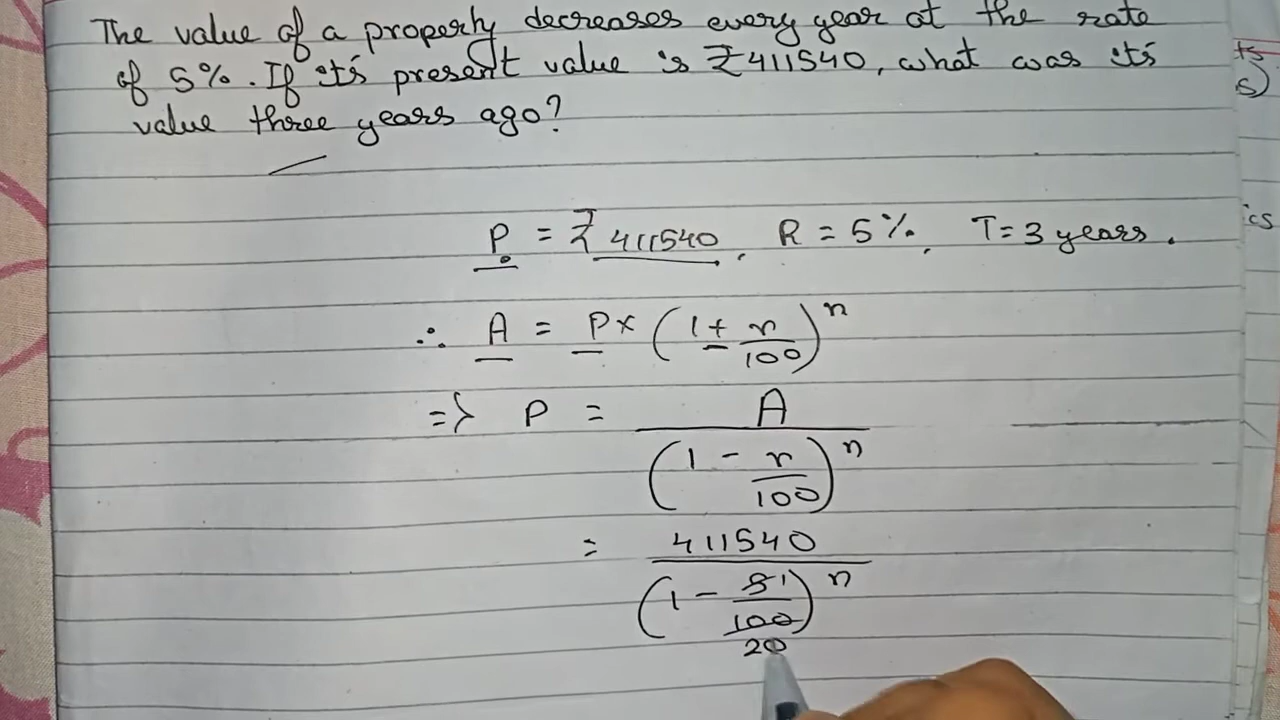 The value of a property decreases every year at the rate
of 5%. If it's present value is ₹411540, what was it's
value three years ago?
P = ₹411540, R = 5%, T = 3 years.
∴ A = P × (1 + r/100)^n
=> P = A / (1 - r/100)^n
= 411540 / (1 - 5 1/100 20)^n